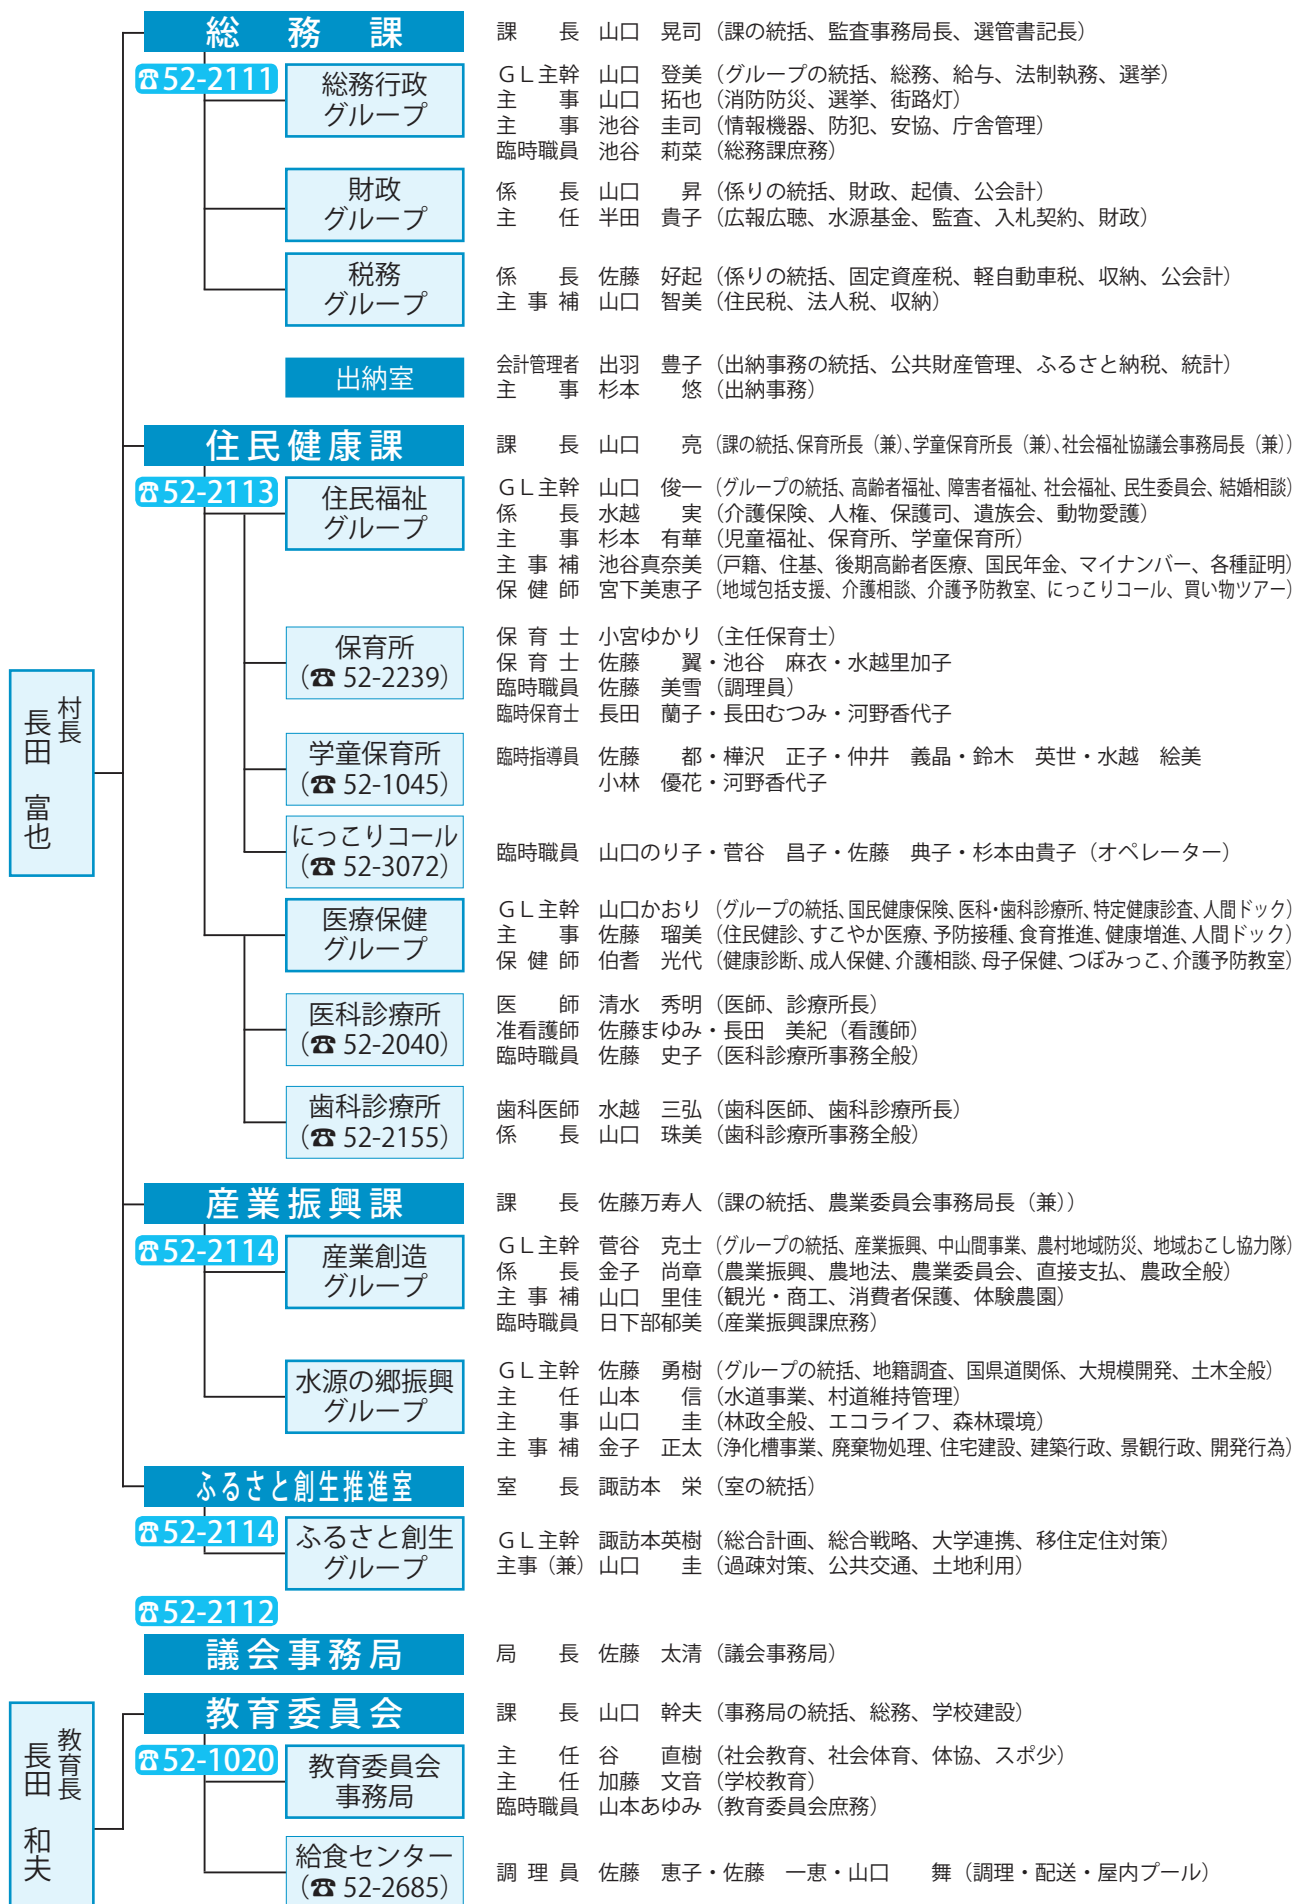 総務課
課長 山口 晃司（課の統括、監査事務局長、選管書記長）
☎52-2111
総務行政
グループ
ＧＬ主幹 山口 登美（グループの統括、総務、給与、法制執務、選挙）
主事 山口 拓也（消防防災、選挙、街路灯）
主事 池谷 圭司（情報機器、防犯、安協、庁舎管理）
臨時職員 池谷 莉菜（総務課庶務）
財政
グループ
係長 山口 昇（係りの統括、財政、起債、公会計）
主任 半田 貴子（広報広聴、水源基金、監査、入札契約、財政）
税務
グループ
係長 佐藤 好起（係りの統括、固定資産税、軽自動車税、収納、公会計）
主事補 山口 智美（住民税、法人税、収納）
出納室
会計管理者 出羽 豊子（出納事務の統括、公共財産管理、ふるさと納税、統計）
主事 杉本 悠（出納事務）
住民健康課
課長 山口 亮（課の統括、保育所長（兼）、学童保育所長（兼）、社会福祉協議会事務局長（兼））
☎52-2113
住民福祉
グループ
ＧＬ主幹 山口 俊一（グループの統括、高齢者福祉、障害者福祉、社会福祉、民生委員会、結婚相談）
係長 水越 実（介護保険、人権、保護司、遺族会、動物愛護）
主事 杉本 有華（児童福祉、保育所、学童保育所）
主事補 池谷真奈美（戸籍、住基、後期高齢者医療、国民年金、マイナンバー、各種証明）
保健師 宮下美恵子（地域包括支援、介護相談、介護予防教室、にっこりコール、買い物ツアー）
保育所
（☎ 52-2239）
保育士 小宮ゆかり（主任保育士）
保育士 佐藤 翼・池谷 麻衣・水越里加子
臨時職員 佐藤 美雪（調理員）
臨時保育士 長田 蘭子・長田むつみ・河野香代子
村長
長田 富也
学童保育所
（☎ 52-1045）
臨時指導員 佐藤 都・樺沢 正子・仲井 義晶・鈴木 英世・水越 絵美
小林 優花・河野香代子
にっこりコール
（☎ 52-3072）
臨時職員 山口のり子・菅谷 昌子・佐藤 典子・杉本由貴子（オペレーター）
医療保健
グループ
ＧＬ主幹 山口かおり（グループの統括、国民健康保険、医科・歯科診療所、特定健康診査、人間ドック）
主事 佐藤 瑠美（住民健診、すこやか医療、予防接種、食育推進、健康増進、人間ドック）
保健師 伯耆 光代（健康診断、成人保健、介護相談、母子保健、つぼみっこ、介護予防教室）
医科診療所
（☎ 52-2040）
医師 清水 秀明（医師、診療所長）
准看護師 佐藤まゆみ・長田 美紀（看護師）
臨時職員 佐藤 史子（医科診療所事務全般）
歯科診療所
（☎ 52-2155）
歯科医師 水越 三弘（歯科医師、歯科診療所長）
係長 山口 珠美（歯科診療所事務全般）
産業振興課
課長 佐藤万寿人（課の統括、農業委員会事務局長（兼））
☎52-2114
産業創造
グループ
ＧＬ主幹 菅谷 克士（グループの統括、産業振興、中山間事業、農村地域防災、地域おこし協力隊）
係長 金子 尚章（農業振興、農地法、農業委員会、直接支払、農政全般）
主事補 山口 里佳（観光・商工、消費者保護、体験農園）
臨時職員 日下部郁美（産業振興課庶務）
水源の郷振興
グループ
ＧＬ主幹 佐藤 勇樹（グループの統括、地籍調査、国県道関係、大規模開発、土木全般）
主任 山本 信（水道事業、村道維持管理）
主事 山口 圭（林政全般、エコライフ、森林環境）
主事補 金子 正太（浄化槽事業、廃棄物処理、住宅建設、建築行政、景観行政、開発行為）
ふるさと創生推進室
室長 諏訪本 栄（室の統括）
☎52-2114
ふるさと創生
グループ
ＧＬ主幹 諏訪本英樹（総合計画、総合戦略、大学連携、移住定住対策）
主事（兼）山口 圭（過疎対策、公共交通、土地利用）
☎52-2112
議会事務局
局長 佐藤 太清（議会事務局）
教育委員会
課長 山口 幹夫（事務局の統括、総務、学校建設）
教育長
長田 和夫
☎52-1020
教育委員会
事務局
主任 谷 直樹（社会教育、社会体育、体協、スポ少）
主任 加藤 文音（学校教育）
臨時職員 山本あゆみ（教育委員会庶務）
給食センター
（☎ 52-2685）
調理員 佐藤 恵子・佐藤 一恵・山口 舞（調理・配送・屋内プール）